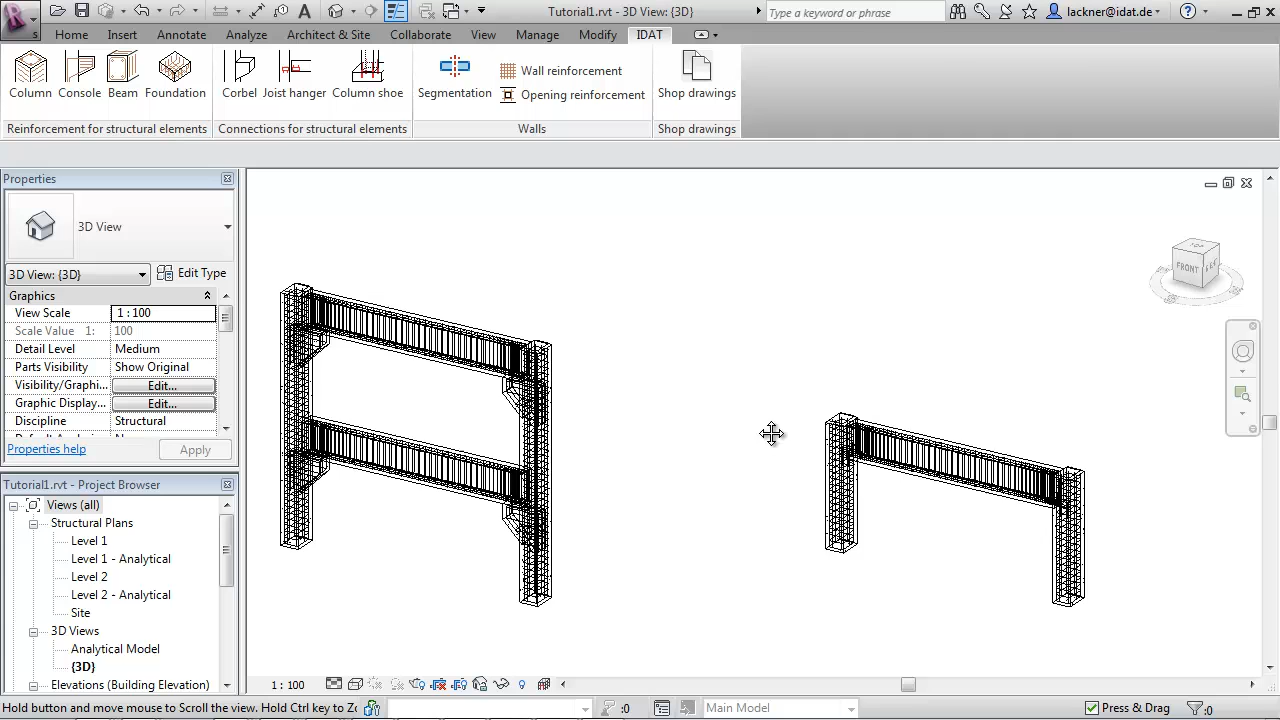 Tutorial1.rvt - 3D View: {3D}
Type a keyword or phrase
lackner@idat.de
Home Insert Annotate Analyze Architect & Site Collaborate View Manage Modify IDAT
Column Console Beam Foundation
Corbel Joist hanger Column shoe
Segmentation
Wall reinforcement
Opening reinforcement
Shop drawings
Reinforcement for structural elements
Connections for structural elements
Walls
Shop drawings
Properties
3D View
3D View: {3D}
Edit Type
Graphics
View Scale 1 : 100
Scale Value 1: 100
Detail Level Medium
Parts Visibility Show Original
Visibility/Graphi... Edit...
Graphic Display... Edit...
Discipline Structural
Properties help
Apply
Tutorial1.rvt - Project Browser
Views (all)
Structural Plans
Level 1
Level 1 - Analytical
Level 2
Level 2 - Analytical
Site
3D Views
Analytical Model
{3D}
Elevations (Building Elevation)
TOP
FRONT
1 : 100
Hold button and move mouse to Scroll the view. Hold Ctrl key to Zc
:0
Main Model
Press & Drag
:0